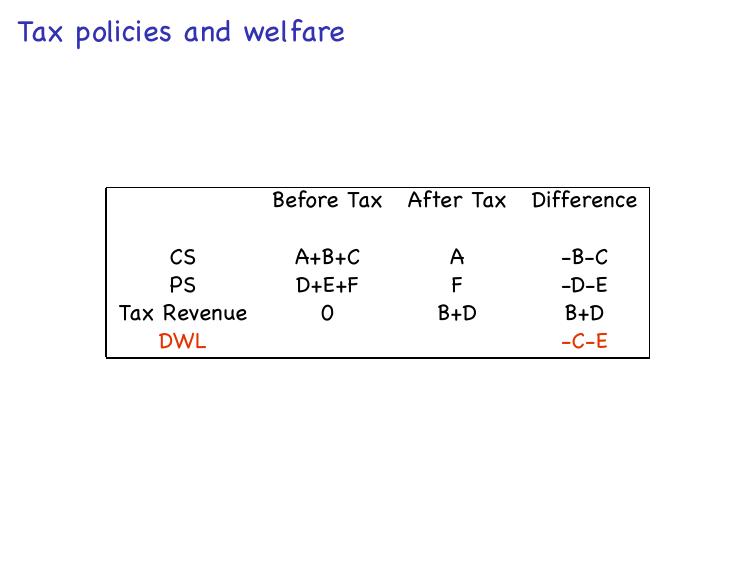 Tax policies and welfare
Before Tax After Tax Difference
CS A+B+C A -B-C
PS D+E+F F -D-E
Tax Revenue 0 B+D B+D
DWL -C-E